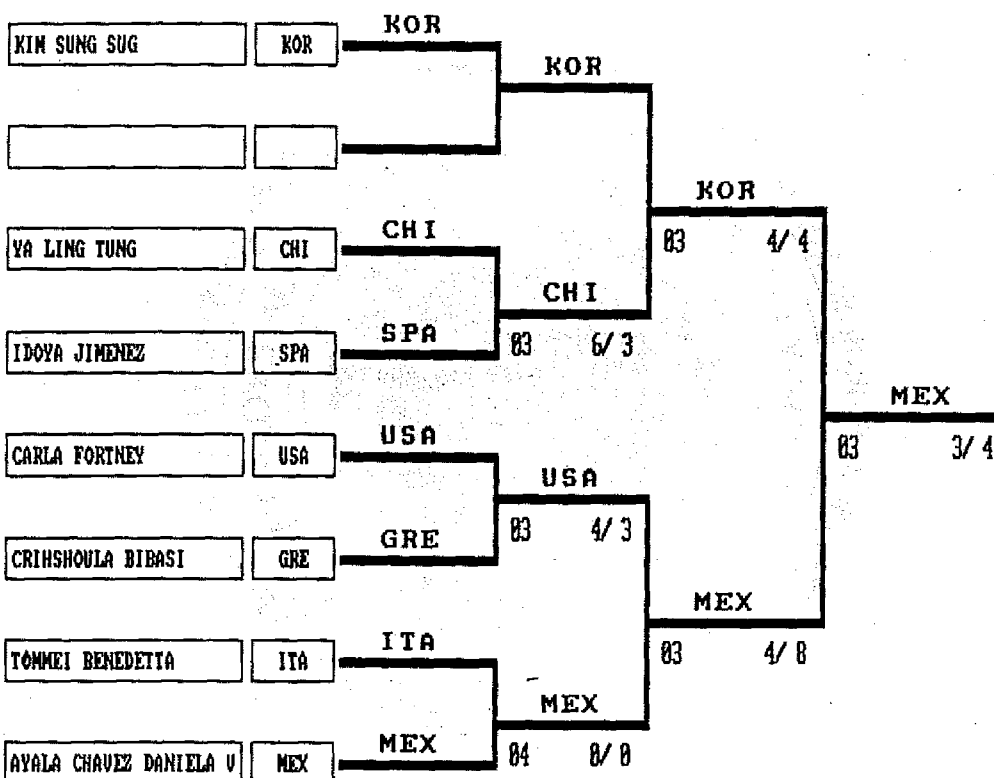 KIM SUNG SUG KOR KOR
KOR
KOR
03 4/ 4
YA LING TUNG CHI CHI
CHI
03 6/ 3
IDOYA JIMENEZ SPA SPA
MEX
03 3/ 4
CARLA FORTNEY USA USA
USA
03 4/ 3
CRIHSHOULA BIBASI GRE GRE
MEX
03 4/ 8
TOMMEI BENEDETTA ITA ITA
MEX
04 0/ 0
AYALA CHAVEZ DANIELA V MEX MEX